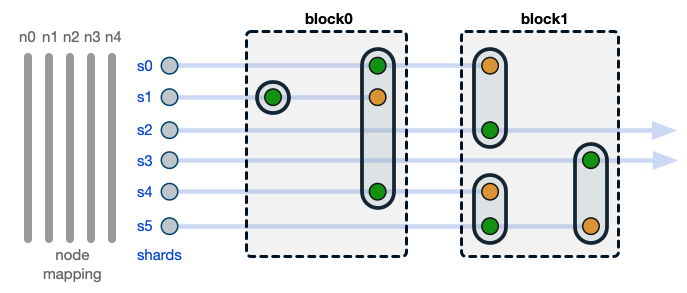 block0 block1
n0 n1 n2 n3 n4
s0
s1
s2
s3
s4
s5
node
mapping
shards